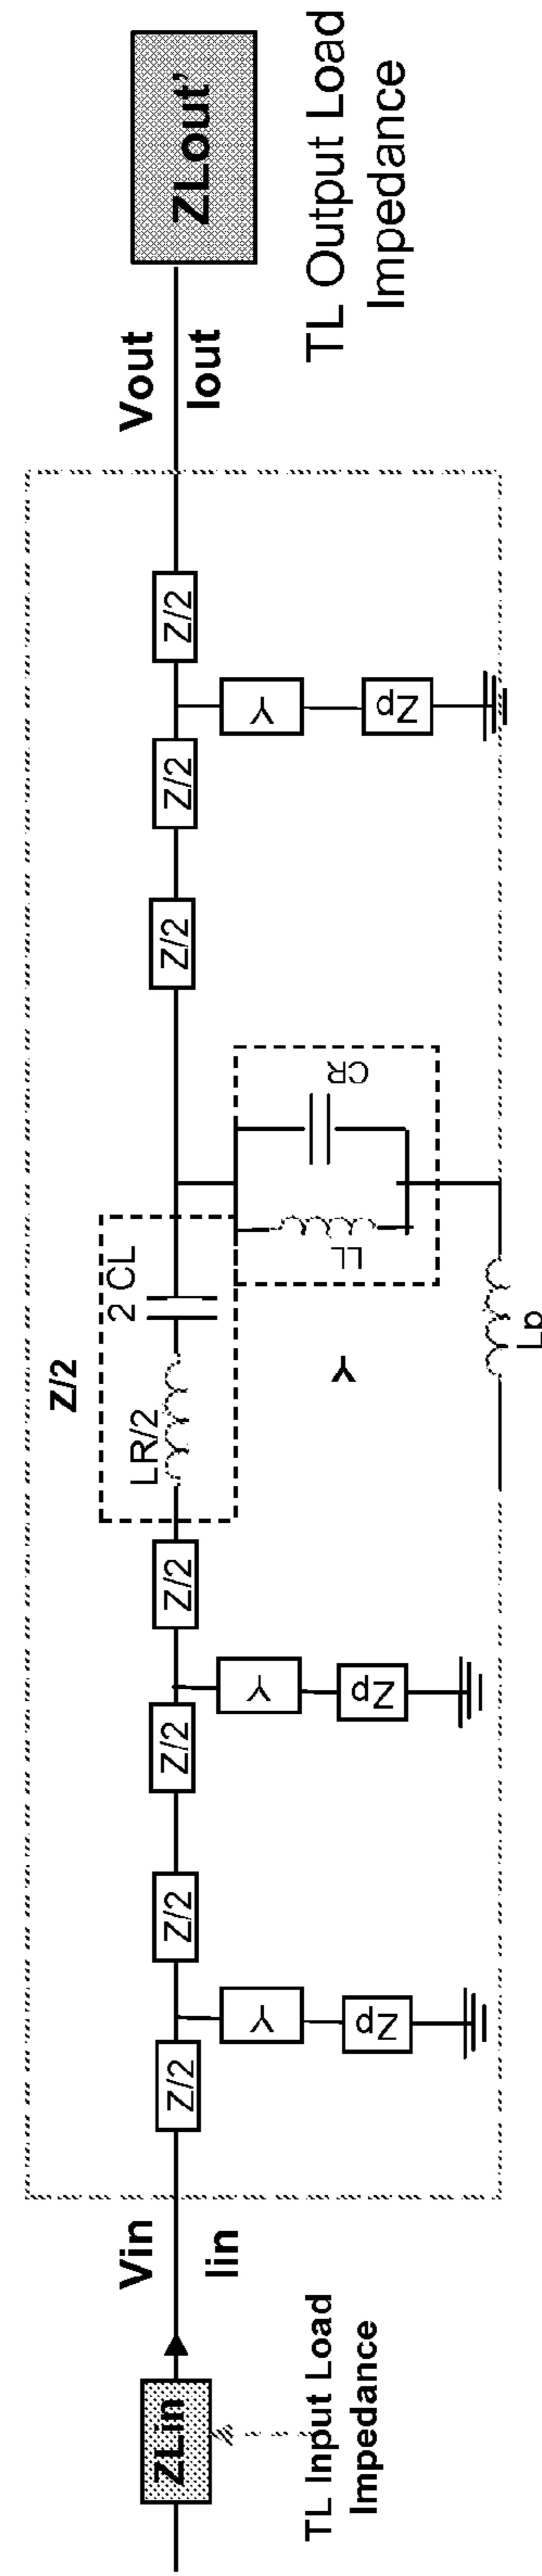 ZLin
TL Input Load
Impedance
Vin
Iin
Z/2
Y
Zp
Z/2
Z/2
Y
Zp
Z/2
Z/2
LR/2
2 CL
Y
LL
CR
Lp
Z/2
Z/2
Y
Zp
Z/2
Vout
Iout
ZLout'
TL Output Load
Impedance